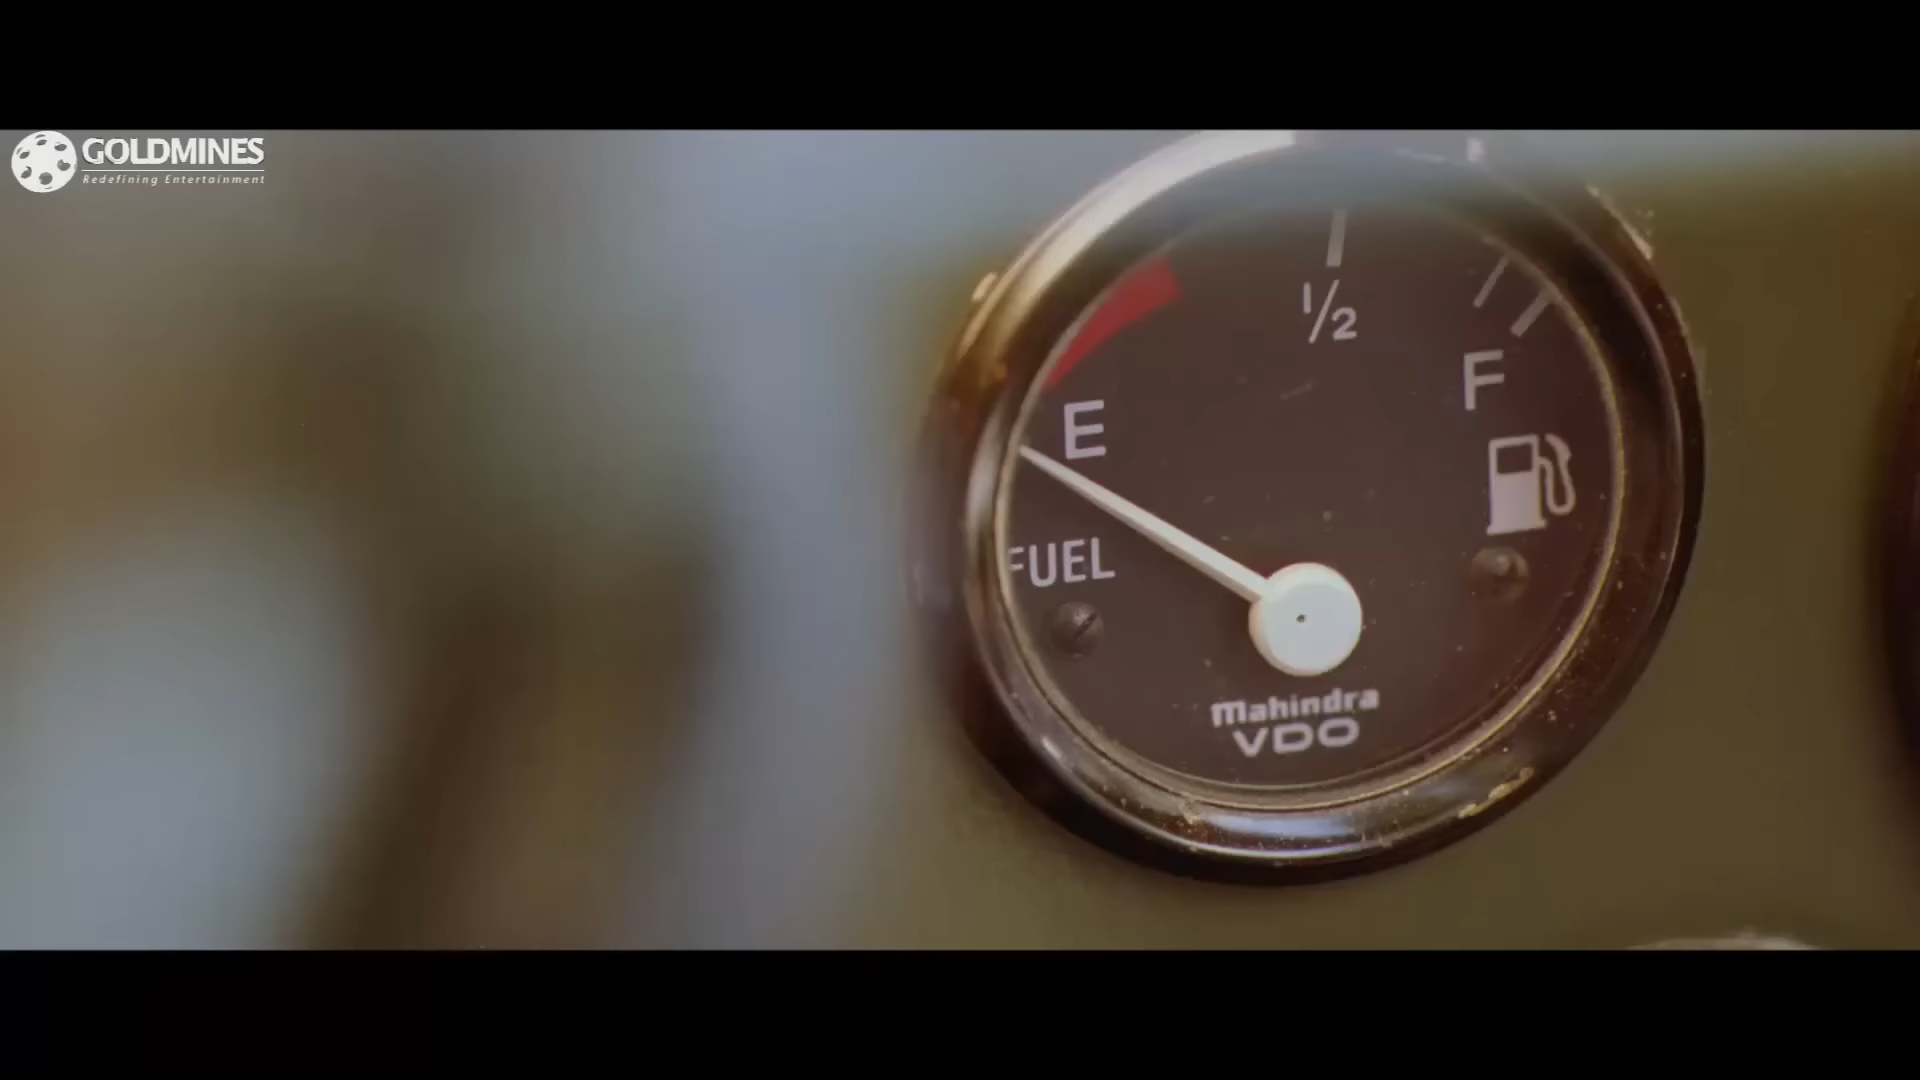 GOLDMINES
Redefining Entertainment
1/2
F
E
FUEL
Mahindra
VDO